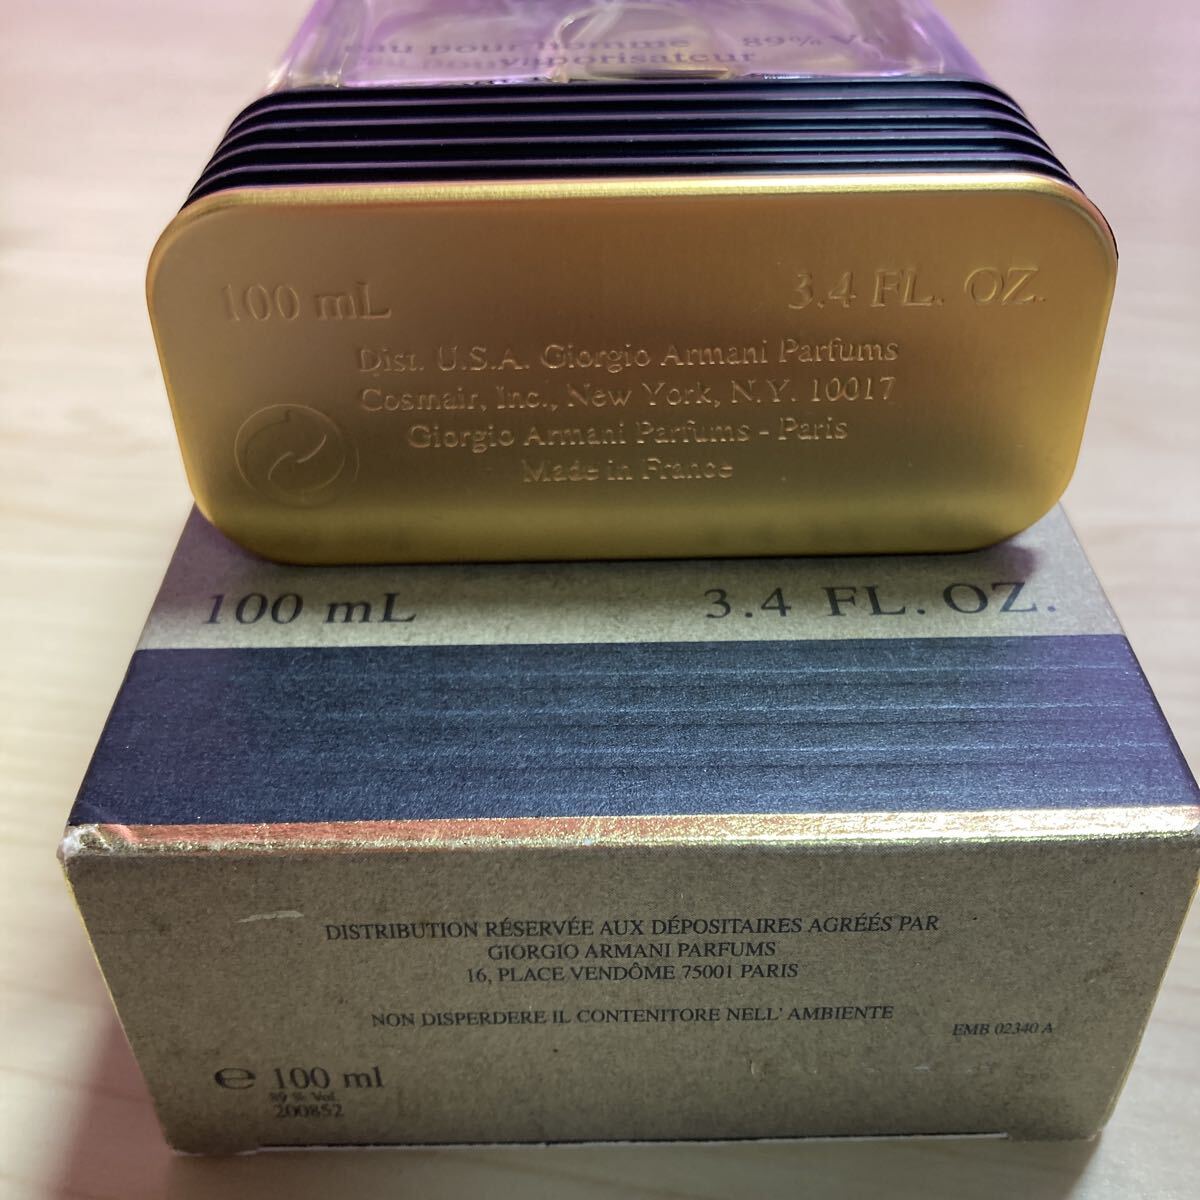 eau pour homme 89% Vol
vaporisateur
100 mL 3.4 FL. OZ.
Dist. U.S.A. Giorgio Armani Parfums
Cosmair, Inc., New York, N.Y. 10017
Giorgio Armani Parfums - Paris
Made in France
100 mL 3.4 FL. OZ.
DISTRIBUTION RÉSERVÉE AUX DÉPOSITAIRES AGRÉÉS PAR
GIORGIO ARMANI PARFUMS
16, PLACE VENDÔME 75001 PARIS
NON DISPERDERE IL CONTENITORE NELL' AMBIENTE
EMB 02340 A
℮ 100 ml
89 % Vol.
200852